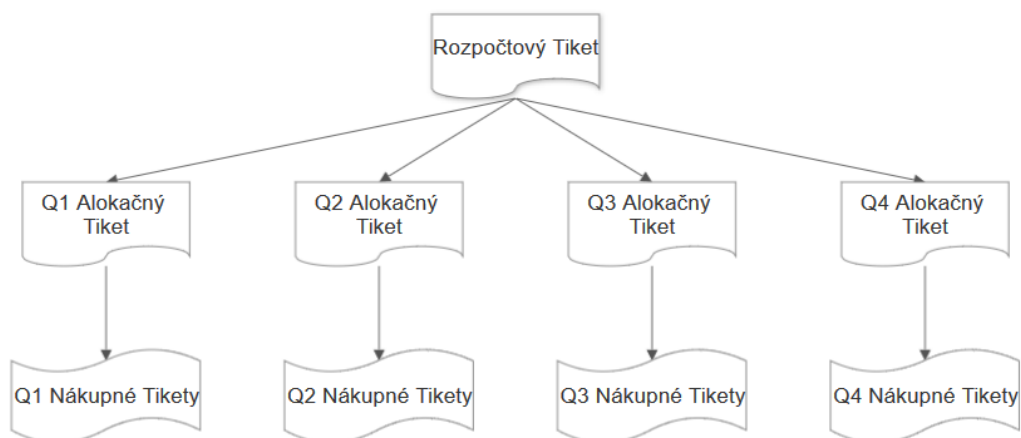 Rozpočtový Tiket
Q1 Alokačný
Tiket
Q2 Alokačný
Tiket
Q3 Alokačný
Tiket
Q4 Alokačný
Tiket
Q1 Nákupné Tikety
Q2 Nákupné Tikety
Q3 Nákupné Tikety
Q4 Nákupné Tikety